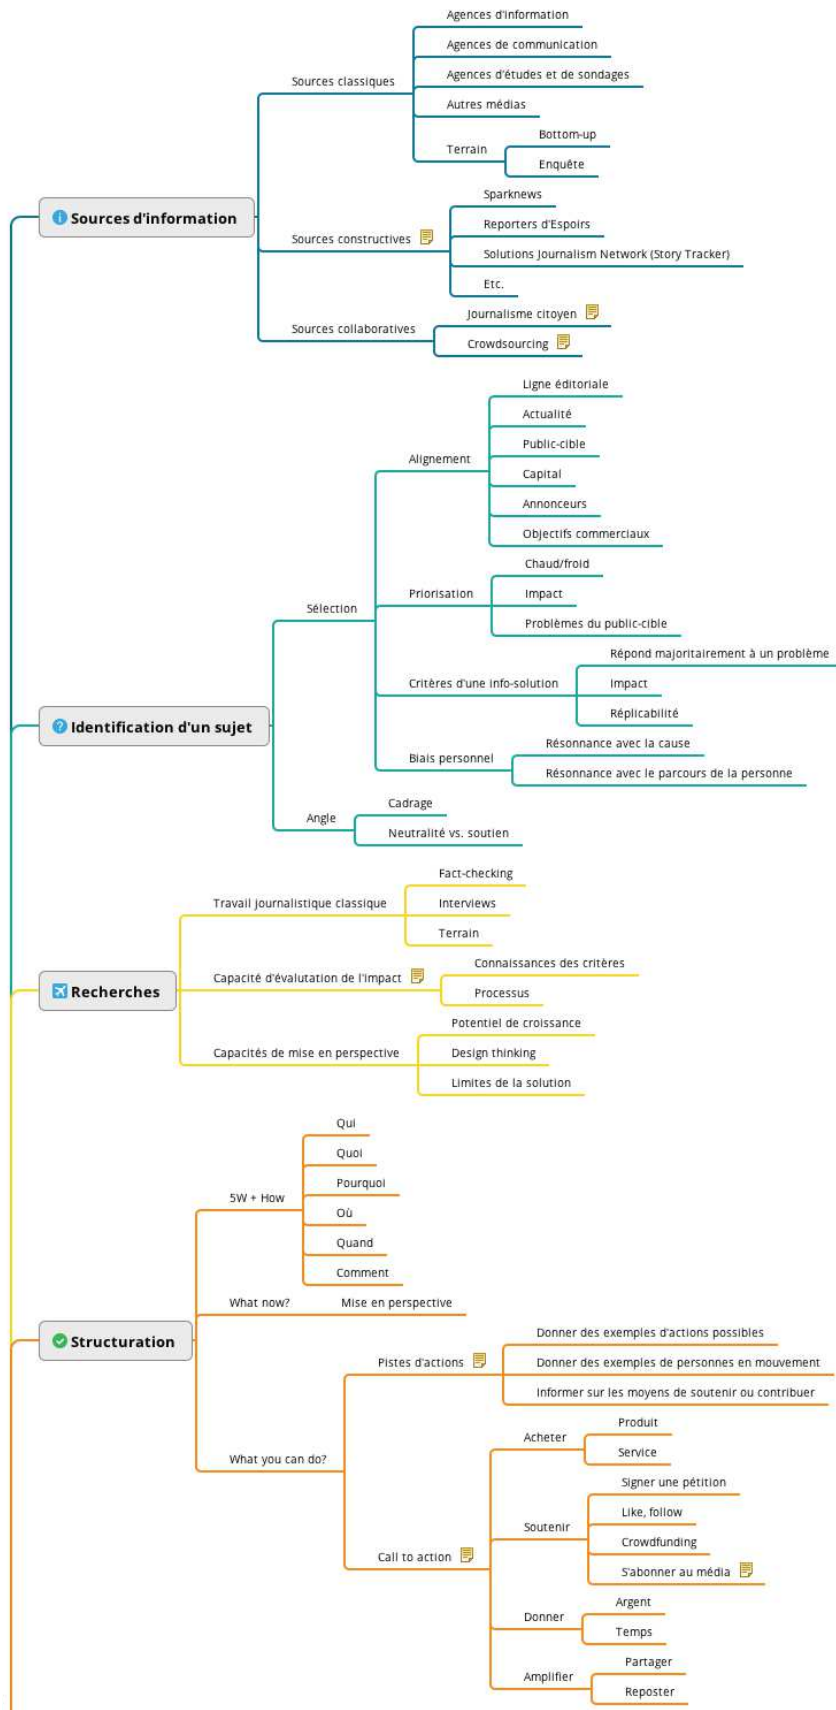 Sources d'information
Sources classiques
Agences d'information
Agences de communication
Agences d'études et de sondages
Autres médias
Terrain
Bottom-up
Enquête
Sources constructives
Sparknews
Reporters d'Espoirs
Solutions Journalism Network (Story Tracker)
Etc.
Sources collaboratives
Journalisme citoyen
Crowdsourcing
Identification d'un sujet
Sélection
Alignement
Ligne éditoriale
Actualité
Public-cible
Capital
Annonceurs
Objectifs commerciaux
Priorisation
Chaud/froid
Impact
Problèmes du public-cible
Critères d'une info-solution
Répond majoritairement à un problème
Impact
Réplicabilité
Biais personnel
Résonnance avec la cause
Résonnance avec le parcours de la personne
Angle
Cadrage
Neutralité vs. soutien
Recherches
Travail journalistique classique
Fact-checking
Interviews
Terrain
Capacité d'évalutation de l'impact
Connaissances des critères
Processus
Capacités de mise en perspective
Potentiel de croissance
Design thinking
Limites de la solution
Structuration
5W + How
Qui
Quoi
Pourquoi
Où
Quand
Comment
What now?
Mise en perspective
What you can do?
Pistes d'actions
Donner des exemples d'actions possibles
Donner des exemples de personnes en mouvement
Informer sur les moyens de soutenir ou contribuer
Call to action
Acheter
Produit
Service
Soutenir
Signer une pétition
Like, follow
Crowdfunding
S'abonner au média
Donner
Argent
Temps
Amplifier
Partager
Reposter